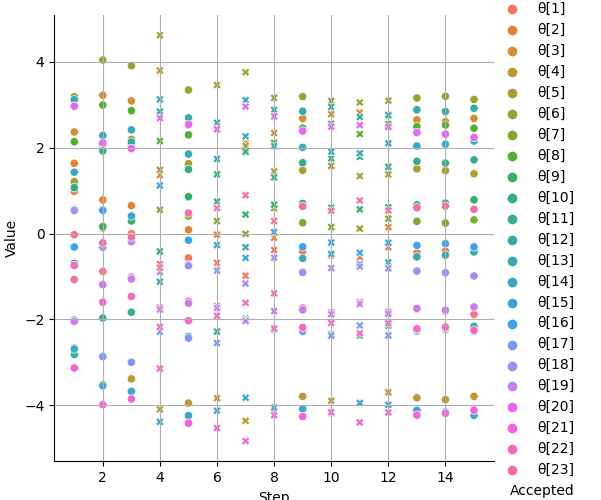 4
2
0
−2
−4
Value
2
4
6
8
10
12
14
Step
θ[1]
θ[2]
θ[3]
θ[4]
θ[5]
θ[6]
θ[7]
θ[8]
θ[9]
θ[10]
θ[11]
θ[12]
θ[13]
θ[14]
θ[15]
θ[16]
θ[17]
θ[18]
θ[19]
θ[20]
θ[21]
θ[22]
θ[23]
Accepted